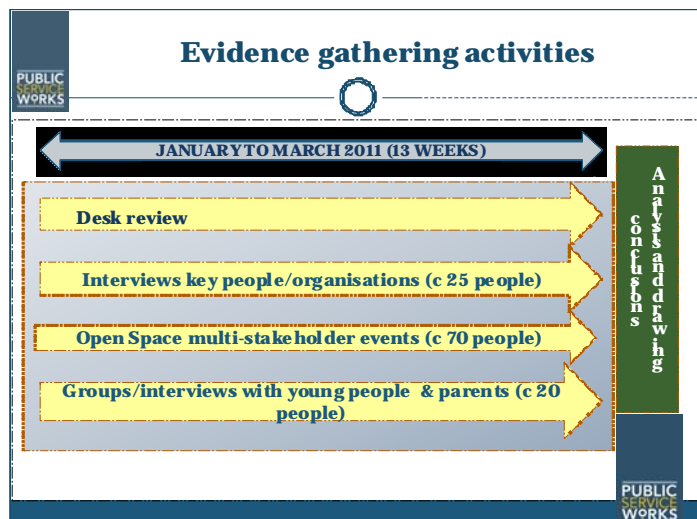 Evidence gathering activities
PUBLIC
SERVICE
WORKS
JANUARY TO MARCH 2011 (13 WEEKS)
Desk review
Interviews key people/organisations (c 25 people)
Open Space multi-stakeholder events (c 70 people)
Groups/interviews with young people & parents (c 20
people)
Analysis and drawing
conclusions
PUBLIC
SERVICE
WORKS